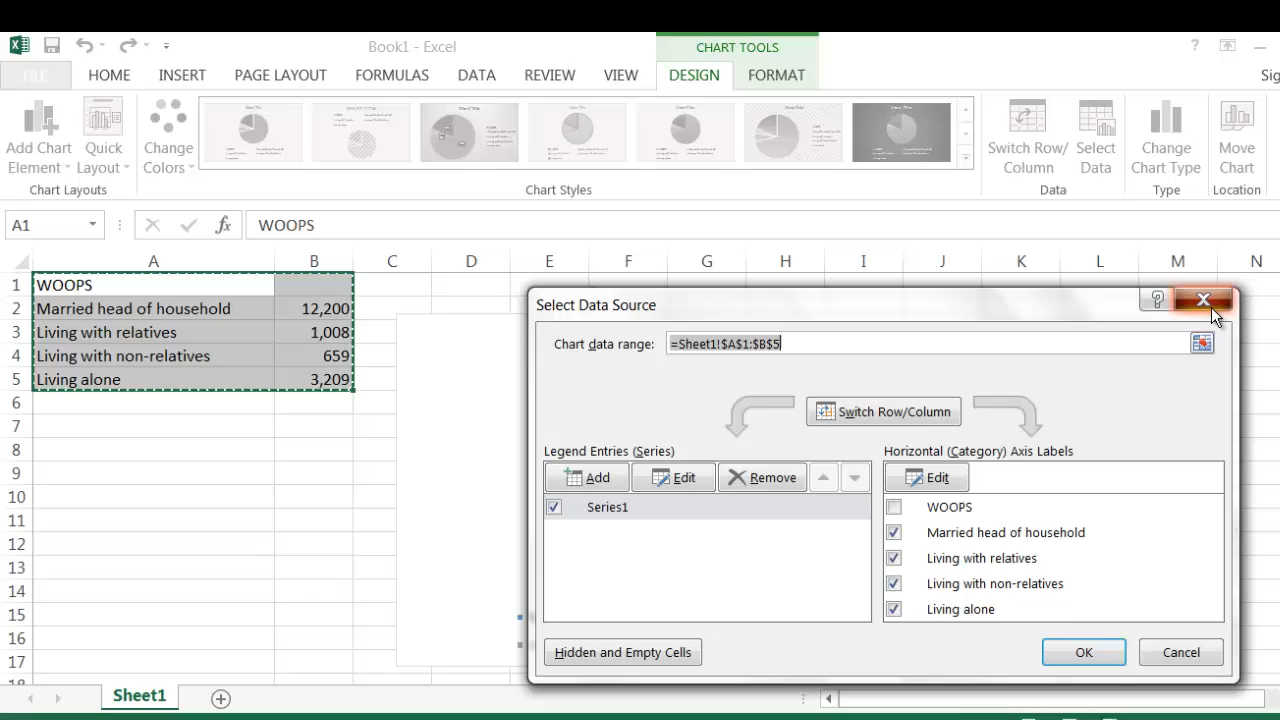 Book1 - Excel
CHART TOOLS
?
FILE
HOME
INSERT
PAGE LAYOUT
FORMULAS
DATA
REVIEW
VIEW
DESIGN
FORMAT
Sig
Add Chart
Element
Quick
Layout
Change
Colors
Switch Row/
Column
Select
Data
Change
Chart Type
Move
Chart
Chart Layouts
Chart Styles
Data
Type
Location
A1
fx
WOOPS
A B C D E F G H I J K L M N
1 WOOPS
2 Married head of household 12,200
3 Living with relatives 1,008
4 Living with non-relatives 659
5 Living alone 3,209
6
7
8
9
10
11
12
13
14
15
16
17
18
Select Data Source
?
Chart data range: =Sheet1!$A$1:$B$5
Switch Row/Column
Legend Entries (Series)
Add
Edit
Remove
Series1
Horizontal (Category) Axis Labels
Edit
WOOPS
Married head of household
Living with relatives
Living with non-relatives
Living alone
Hidden and Empty Cells
OK
Cancel
Sheet1